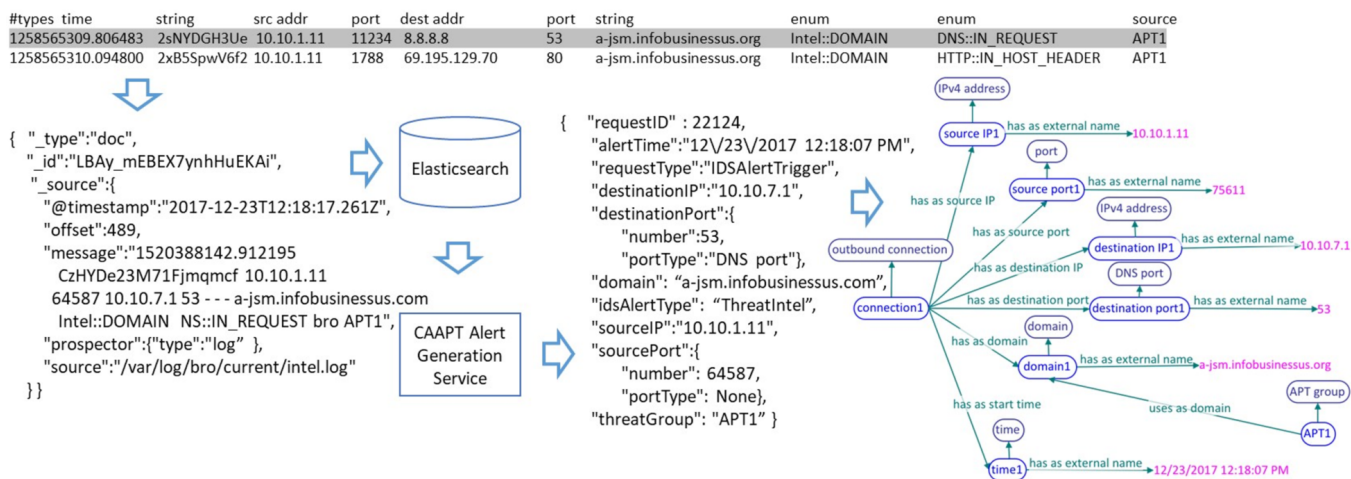 #types time string src addr port dest addr port string enum enum source
1258565309.806483 2sNYDGH3Ue 10.10.1.11 11234 8.8.8.8 53 a-jsm.infobusinessus.org Intel::DOMAIN DNS::IN_REQUEST APT1
1258565310.094800 2xB5SpwV6f2 10.10.1.11 1788 69.195.129.70 80 a-jsm.infobusinessus.org Intel::DOMAIN HTTP::IN_HOST_HEADER APT1
{ "_type":"doc",
"_id":"LBAy_mEBEX7ynhHuEKAi",
"_source":{
"@timestamp":"2017-12-23T12:18:17.261Z",
"offset":489,
"message":"1520388142.912195
CzHYDe23M71Fjmqmcf 10.10.1.11
64587 10.10.7.1 53 - - - a-jsm.infobusinessus.com
Intel::DOMAIN NS::IN_REQUEST bro APT1",
"prospector":{"type":"log" },
"source":"/var/log/bro/current/intel.log"
} }
Elasticsearch
CAAPT Alert
Generation
Service
{ "requestID" : 22124,
"alertTime":"12\/23\/2017 12:18:07 PM",
"requestType":"IDSAlertTrigger",
"destinationIP":"10.10.7.1",
"destinationPort":{
"number":53,
"portType":"DNS port"},
"domain": “a-jsm.infobusinessus.com”,
"idsAlertType": “ThreatIntel”,
"sourceIP":"10.10.1.11",
"sourcePort":{
"number": 64587,
"portType": None},
"threatGroup": "APT1” }
IPv4 address
source IP1 has as external name 10.10.1.11
port
source port1 has as external name 75611
has as source IP
IPv4 address
has as source port
outbound connection
destination IP1 has as external name 10.10.7.1
has as destination IP
DNS port
connection1 has as destination port destination port1 has as external name 53
domain
has as domain
domain1 has as external name a-jsm.infobusinessus.org
APT group
has as start time
uses as domain
time
APT1
time1 has as external name 12/23/2017 12:18:07 PM